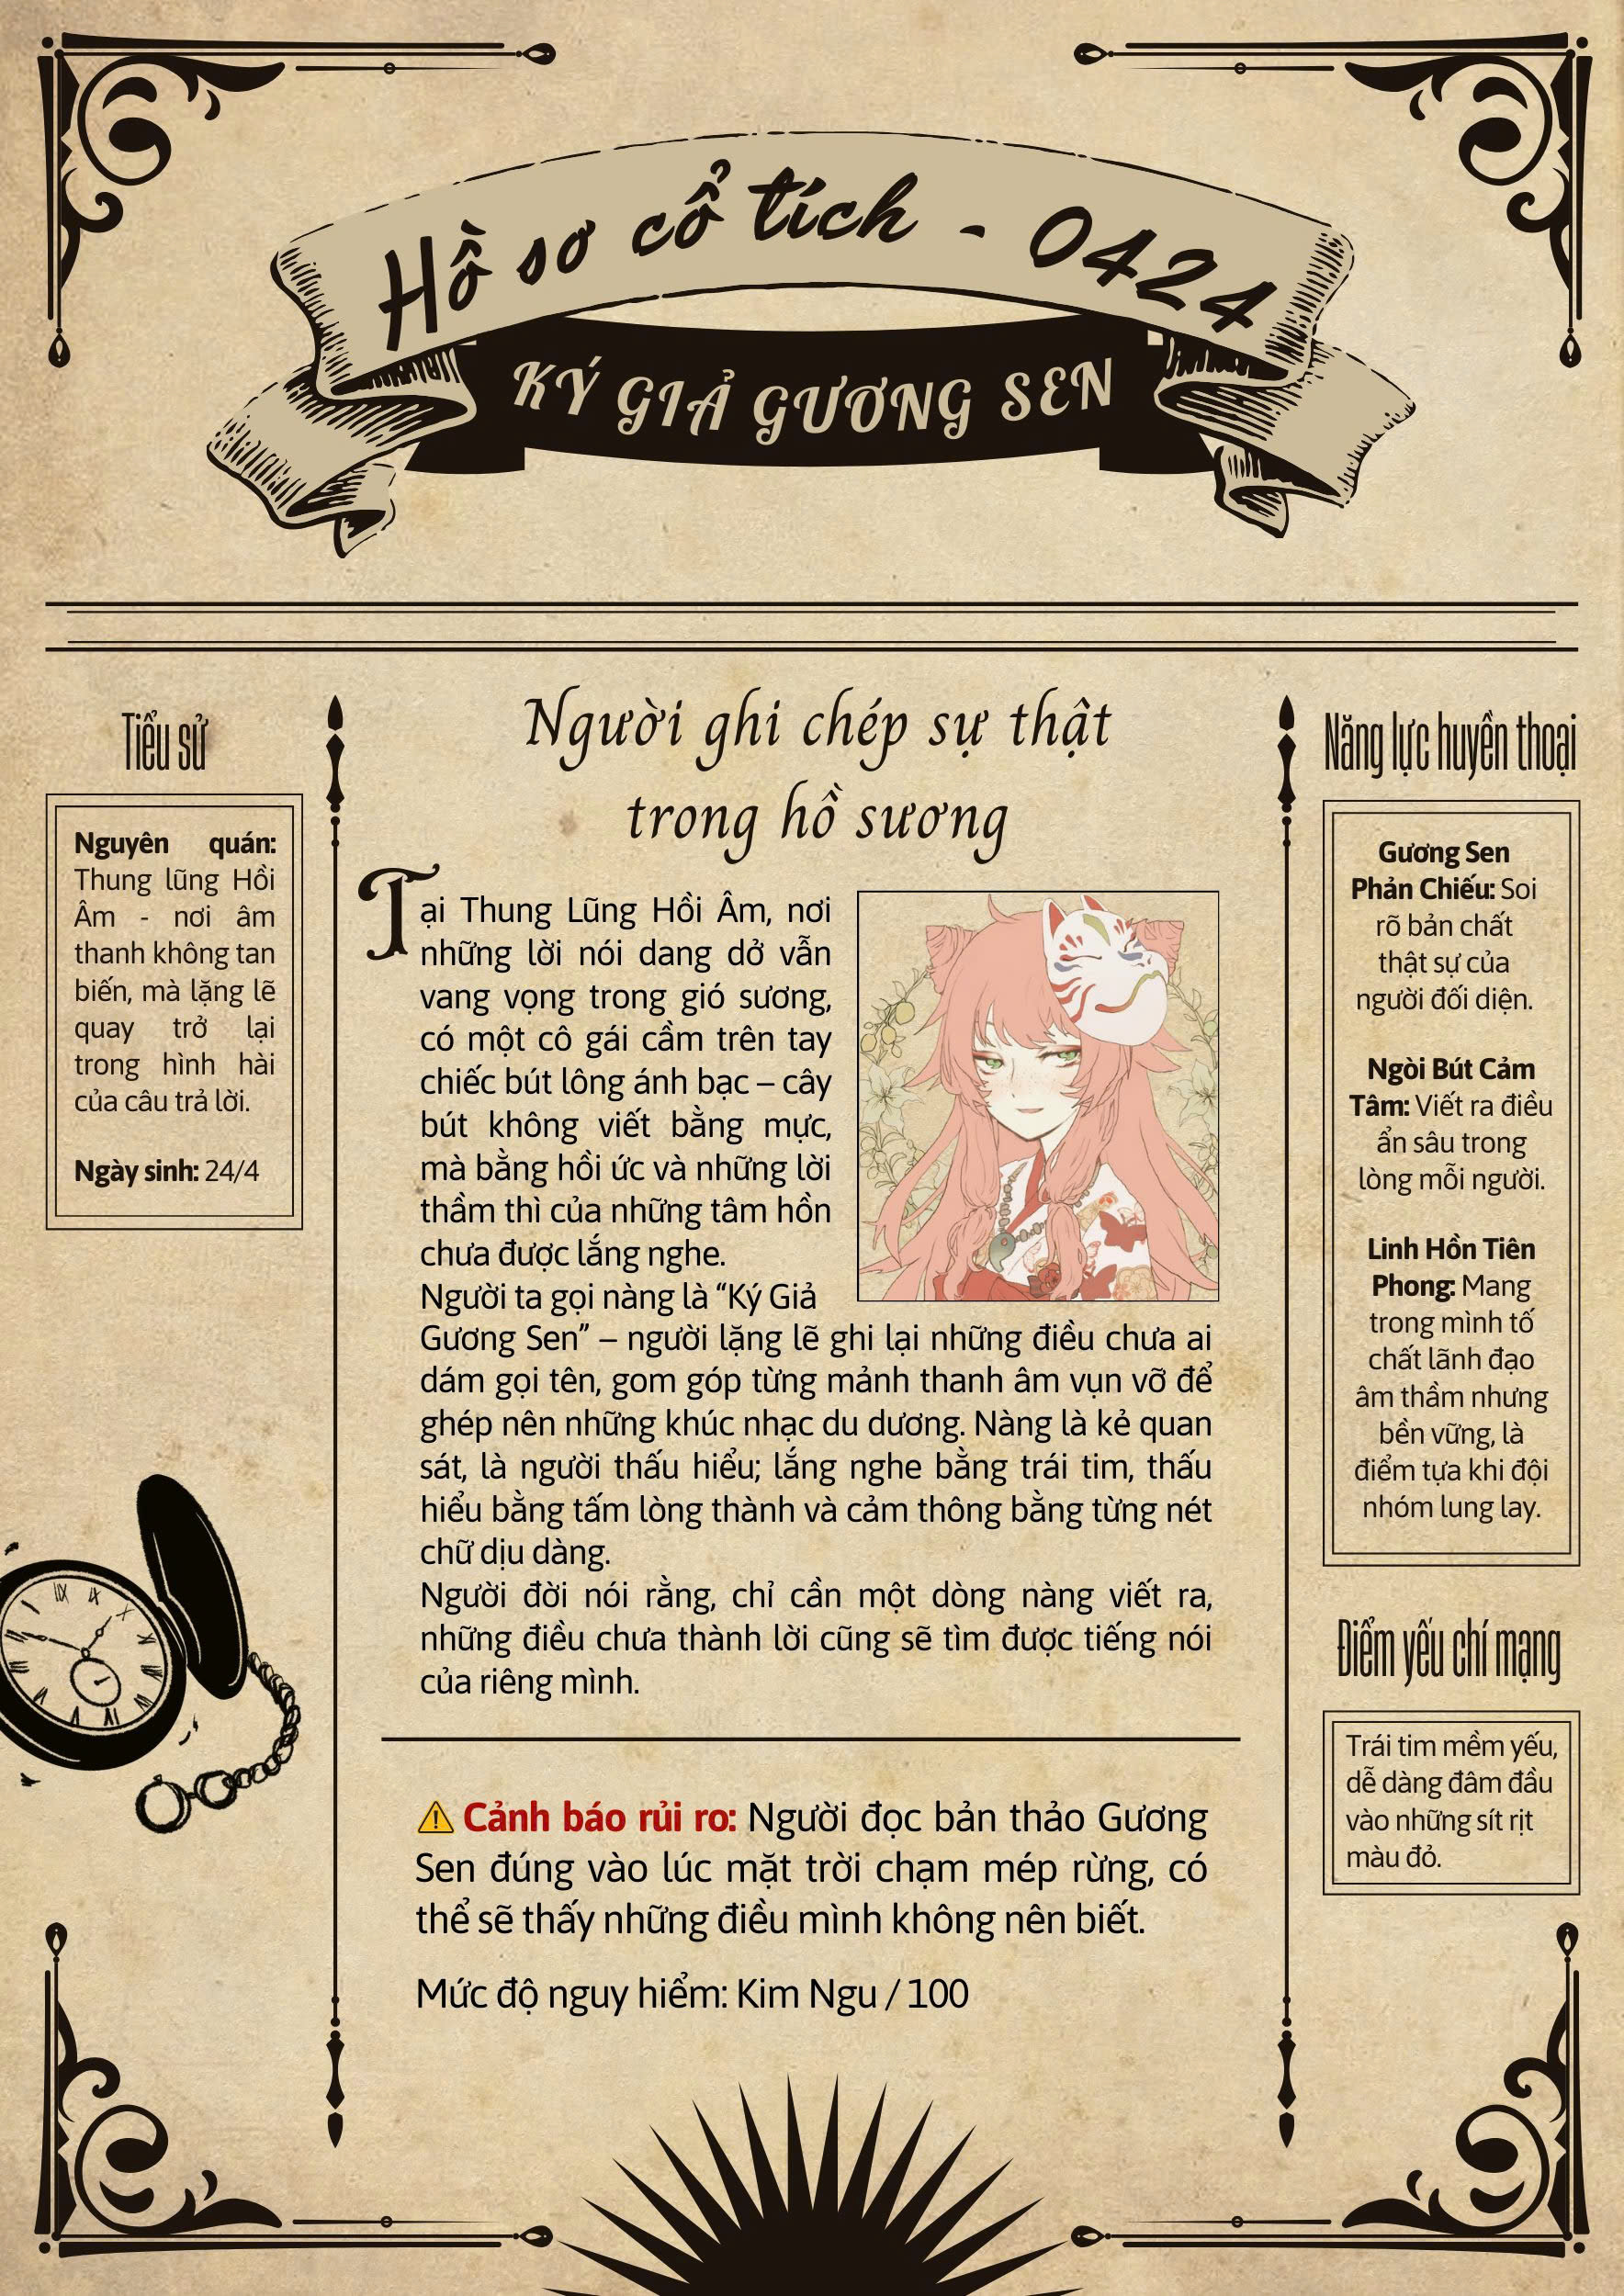 Hồ sơ cổ tích - 0424
KÝ GIẢ GƯƠNG SEN
Tiểu sử
Nguyên quán:
Thung lũng Hồi
Âm - nơi âm
thanh không tan
biến, mà lặng lẽ
quay trở lại
trong hình hài
của câu trả lời.
Ngày sinh: 24/4
Người ghi chép sự thật
trong hồ sương
Tại Thung Lũng Hồi Âm, nơi
những lời nói dang dở vẫn
vang vọng trong gió sương,
có một cô gái cầm trên tay
chiếc bút lông ánh bạc – cây
bút không viết bằng mực,
mà bằng hồi ức và những lời
thầm thì của những tâm hồn
chưa được lắng nghe.
Người ta gọi nàng là “Ký Giả
Gương Sen” – người lặng lẽ ghi lại những điều chưa ai
dám gọi tên, gom góp từng mảnh thanh âm vụn vỡ để
ghép nên những khúc nhạc du dương. Nàng là kẻ quan
sát, là người thấu hiểu; lắng nghe bằng trái tim, thấu
hiểu bằng tấm lòng thành và cảm thông bằng từng nét
chữ dịu dàng.
Người đời nói rằng, chỉ cần một dòng nàng viết ra,
những điều chưa thành lời cũng sẽ tìm được tiếng nói
của riêng mình.
⚠ Cảnh báo rủi ro: Người đọc bản thảo Gương
Sen đúng vào lúc mặt trời chạm mép rừng, có
thể sẽ thấy những điều mình không nên biết.
Mức độ nguy hiểm: Kim Ngu / 100
Năng lực huyền thoại
Gương Sen
Phản Chiếu: Soi
rõ bản chất
thật sự của
người đối diện.
Ngòi Bút Cảm
Tâm: Viết ra điều
ẩn sâu trong
lòng mỗi người.
Linh Hồn Tiên
Phong: Mang
trong mình tố
chất lãnh đạo
âm thầm nhưng
bền vững, là
điểm tựa khi đội
nhóm lung lay.
Điểm yếu chí mạng
Trái tim mềm yếu,
dễ dàng đâm đầu
vào những sít rịt
màu đỏ.